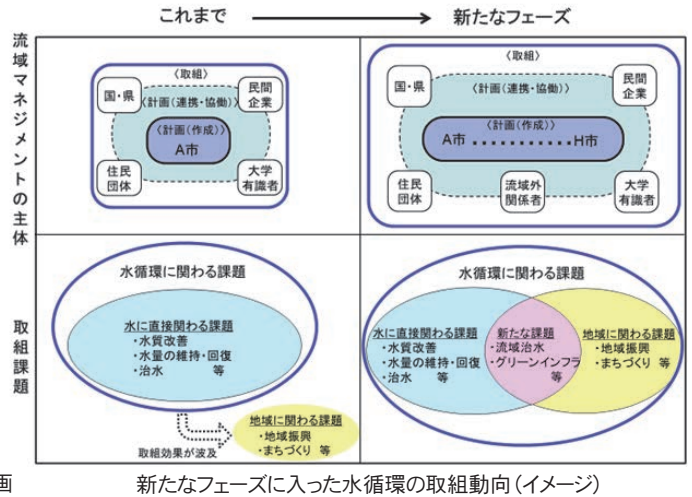 これまで
新たなフェーズ
流域マネジメントの主体
〈取組〉
国・県
民間
企業
〈計画(連携・協働)〉
〈計画(作成)〉
A市
住民
団体
大学
有識者
〈取組〉
国・県
民間
企業
〈計画(連携・協働)〉
〈計画(作成)〉
A市 ・・・・・・・・・・・ H市
住民
団体
流域外
関係者
大学
有識者
取組課題
水循環に関わる課題
水に直接関わる課題
・水質改善
・水量の維持・回復
・治水 等
取組効果が波及
地域に関わる課題
・地域振興
・まちづくり 等
水循環に関わる課題
水に直接関わる課題
・水質改善
・水量の維持・回復
・治水 等
新たな課題
・流域治水
・グリーンインフラ
等
地域に関わる課題
・地域振興
・まちづくり 等
画
新たなフェーズに入った水循環の取組動向(イメージ)